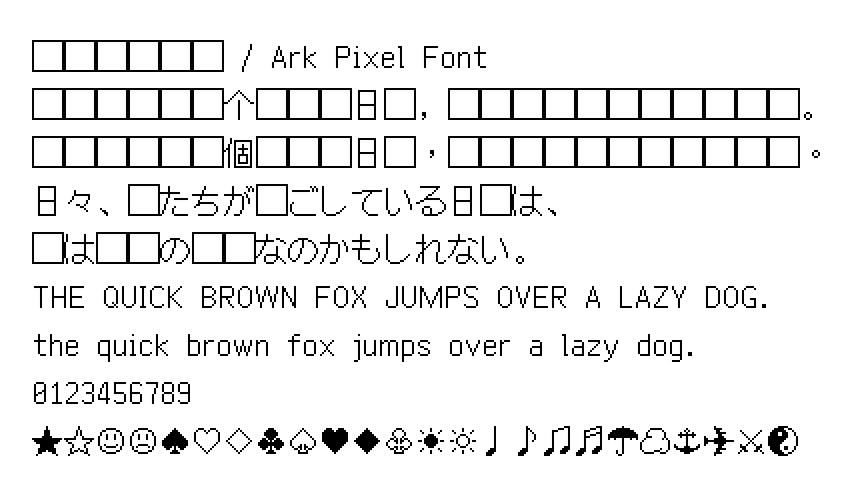 □□□□□□ / Ark Pixel Font
□□□□□□个□□□日□，□□□□□□□□□□□。
□□□□□□個□□□日□，□□□□□□□□□□□。
日々、□たちが□ごしている日□は、
□は□□の□□なのかもしれない。
THE QUICK BROWN FOX JUMPS OVER A LAZY DOG.
the quick brown fox jumps over a lazy dog.
0123456789
★☆☺☹♠♡♢♣♤♥♦♧☀☼♩♪♫♬☂☁⚓✈⚔☯